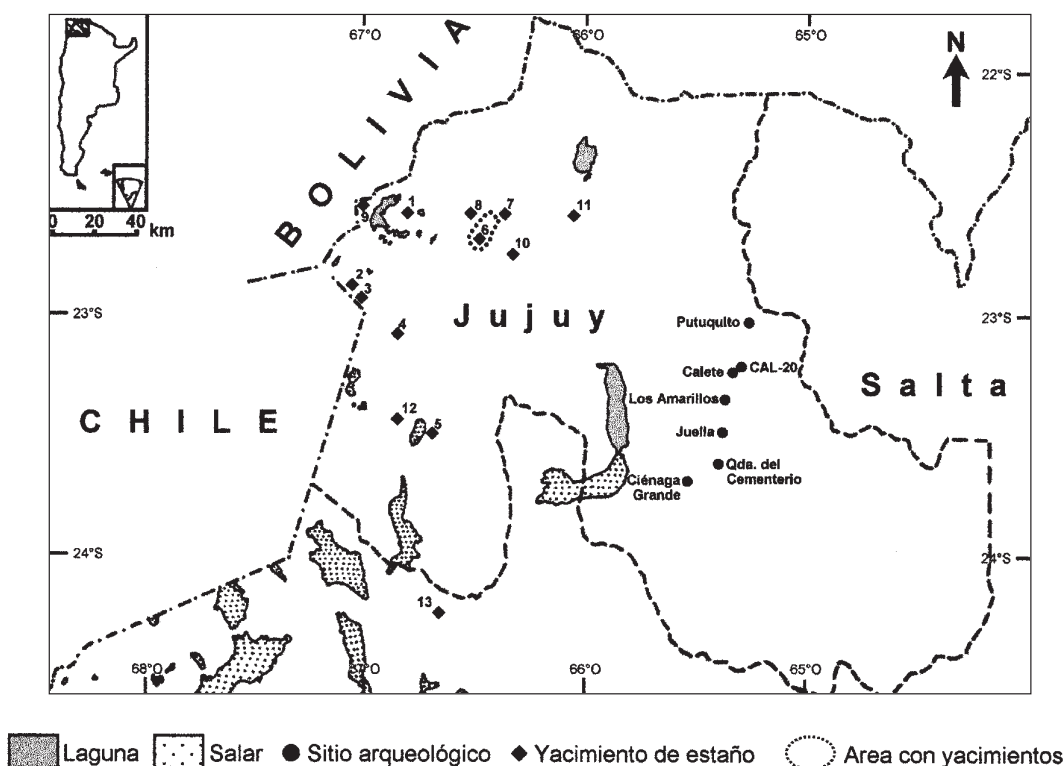 67°O
66°O
65°O
N
22°S
BOLIVIA
0 20 40 km
9
1
8
7
11
6
10
2
3
23°S
Jujuy
23°S
4
Putuquito
Calete
CAL-20
Salta
Los Amarillos
CHILE
12
5
Juella
Qda. del
Cementerio
Ciénaga
Grande
24°S
24°S
13
68°O
67°O
66°O
65°O
Laguna
Salar
Sitio arqueológico
Yacimiento de estaño
Area con yacimientos